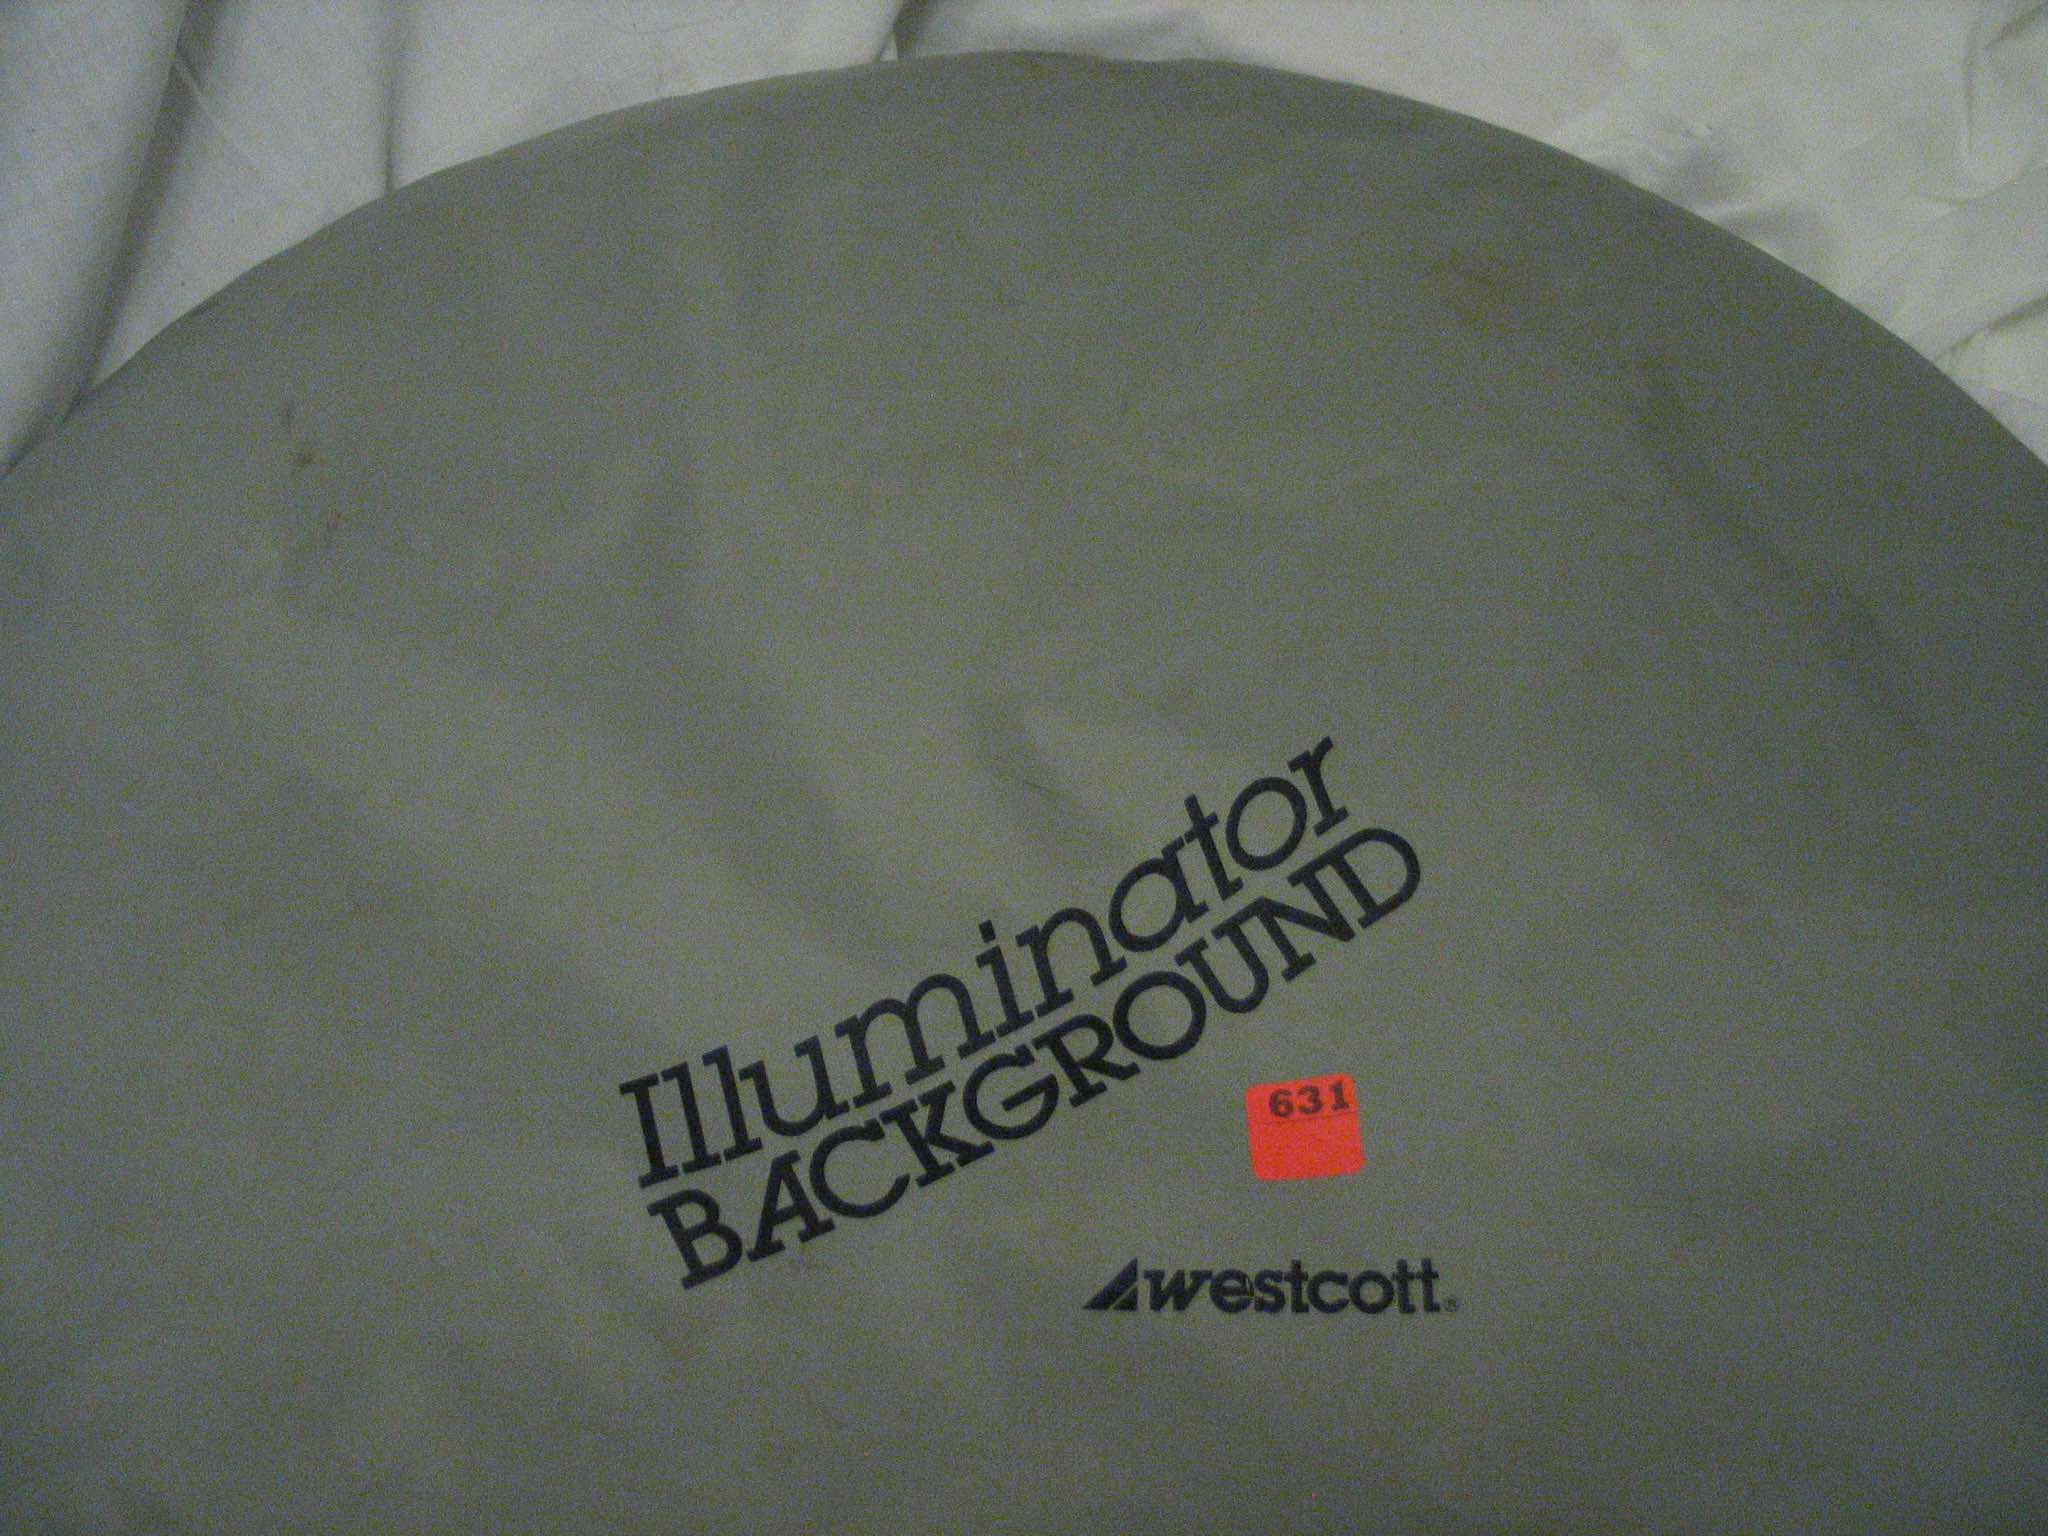 Illuminator
BACKGROUND
631
westcott®